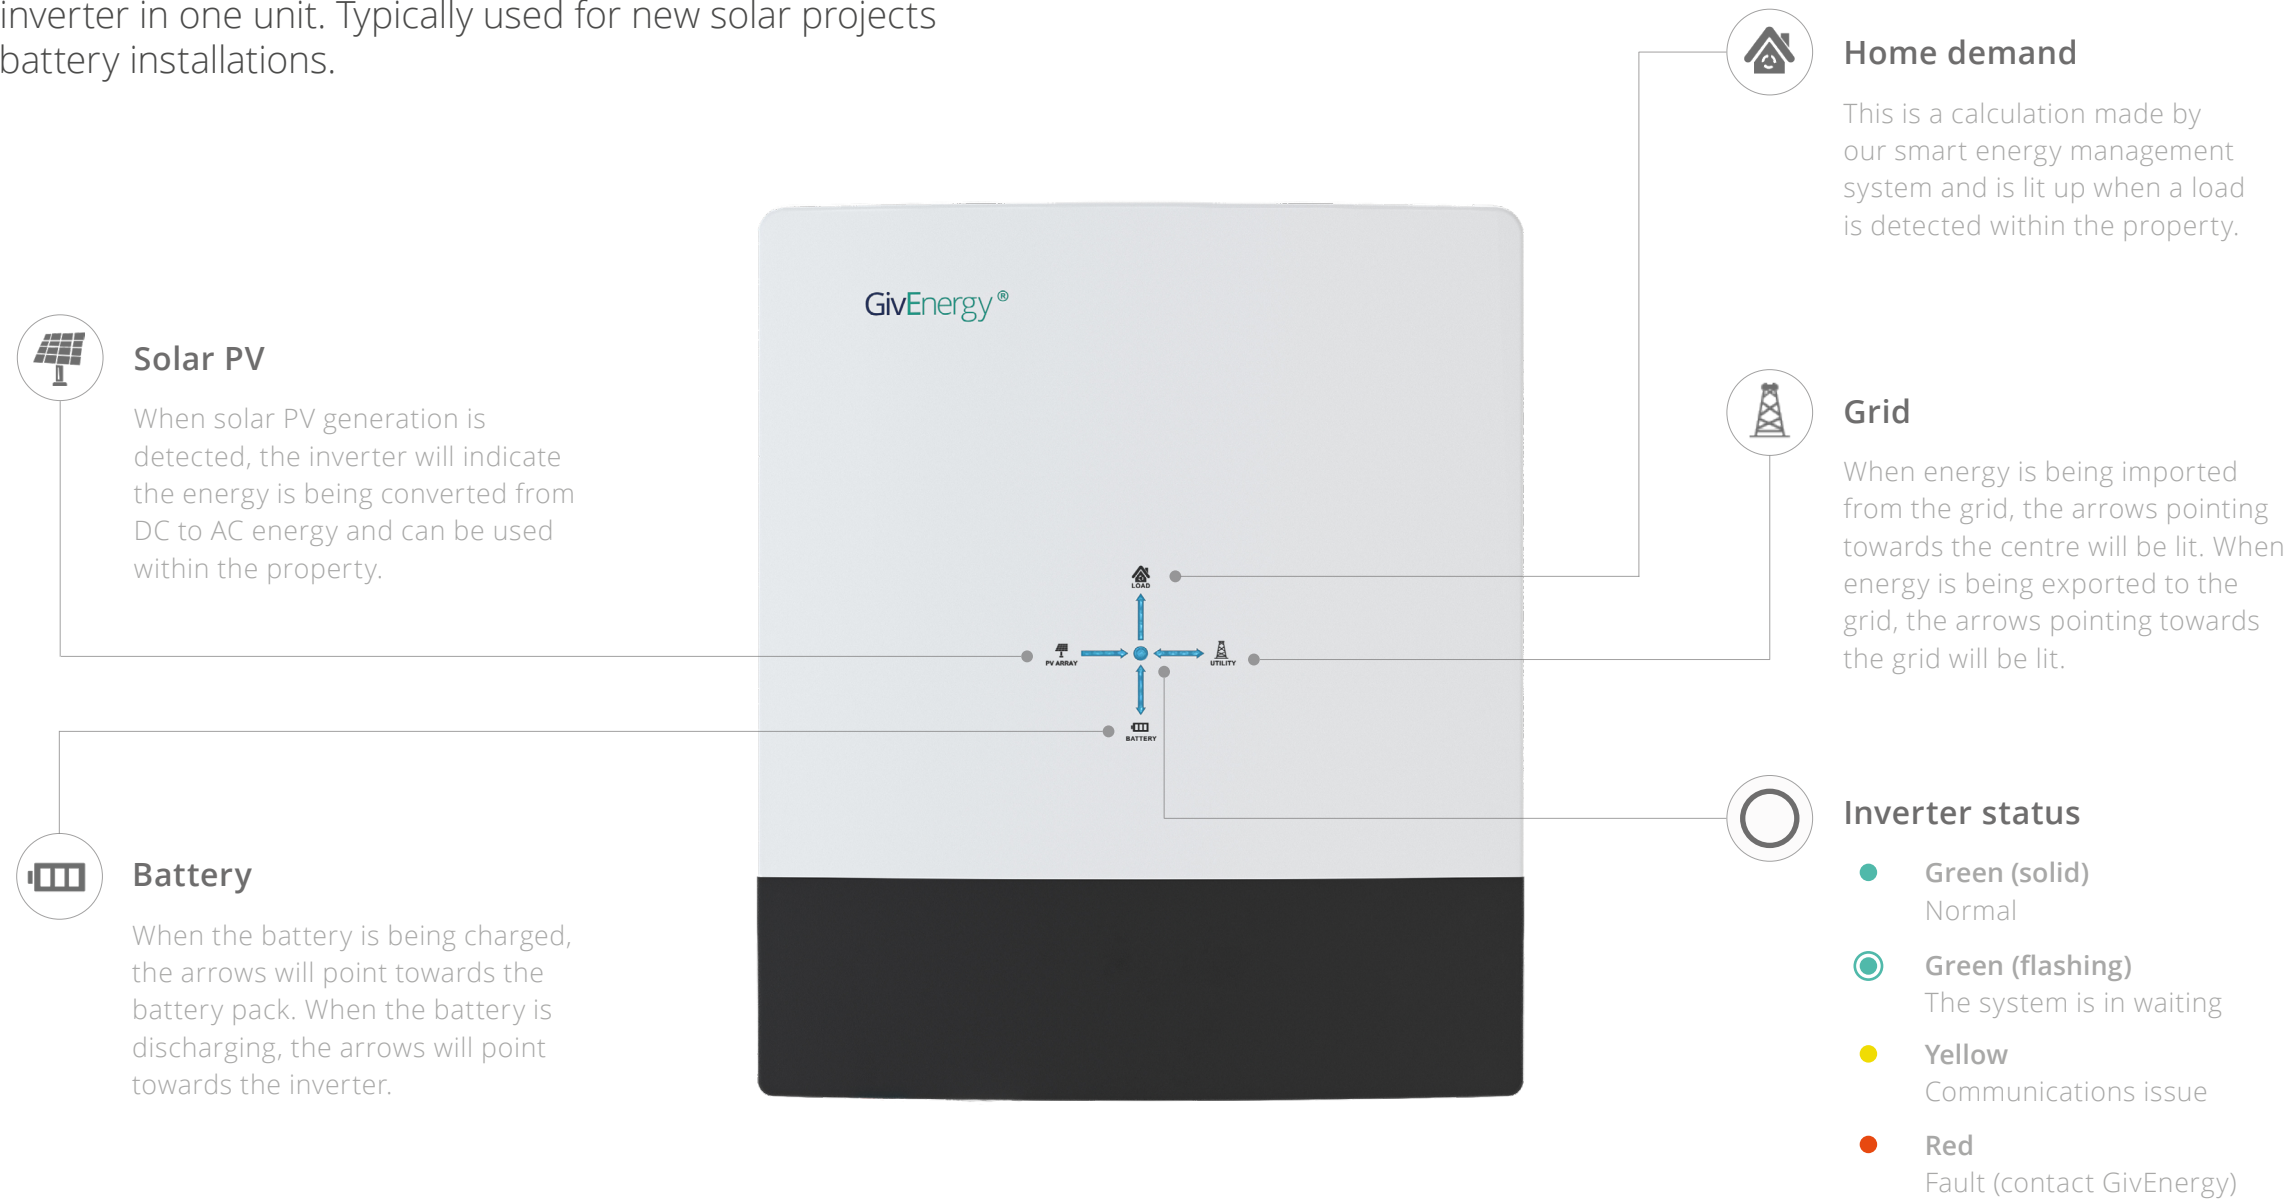 inverter in one unit. Typically used for new solar projects
battery installations.
Home demand
This is a calculation made by
our smart energy management
system and is lit up when a load
is detected within the property.
GivEnergy®
Solar PV
When solar PV generation is
detected, the inverter will indicate
the energy is being converted from
DC to AC energy and can be used
within the property.
Grid
When energy is being imported
from the grid, the arrows pointing
towards the centre will be lit. When
energy is being exported to the
grid, the arrows pointing towards
the grid will be lit.
LOAD
PV ARRAY
UTILITY
BATTERY
Battery
When the battery is being charged,
the arrows will point towards the
battery pack. When the battery is
discharging, the arrows will point
towards the inverter.
Inverter status
Green (solid)
Normal
Green (flashing)
The system is in waiting
Yellow
Communications issue
Red
Fault (contact GivEnergy)